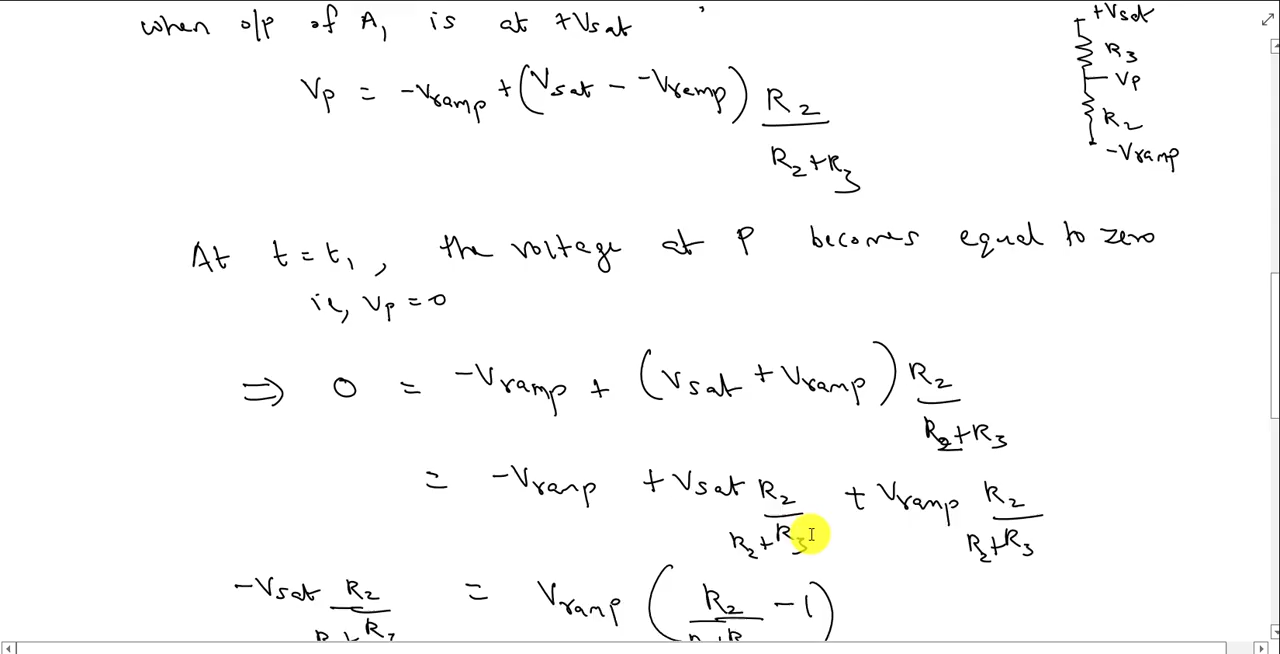 when o/p of A1 is at +Vsat ,
+Vsat
R3
Vp
R2
-Vramp
Vp = -Vramp + (Vsat - -Vramp) R2
R2+R3
At t = t1 , the voltage at P becomes equal to zero
ie, Vp = 0
⇒ 0 = -Vramp + (Vsat + Vramp) R2
R2+R3
= -Vramp + Vsat R2 + Vramp R2
R2+R3 R2+R3
-Vsat R2 = Vramp ( R2 - 1 )